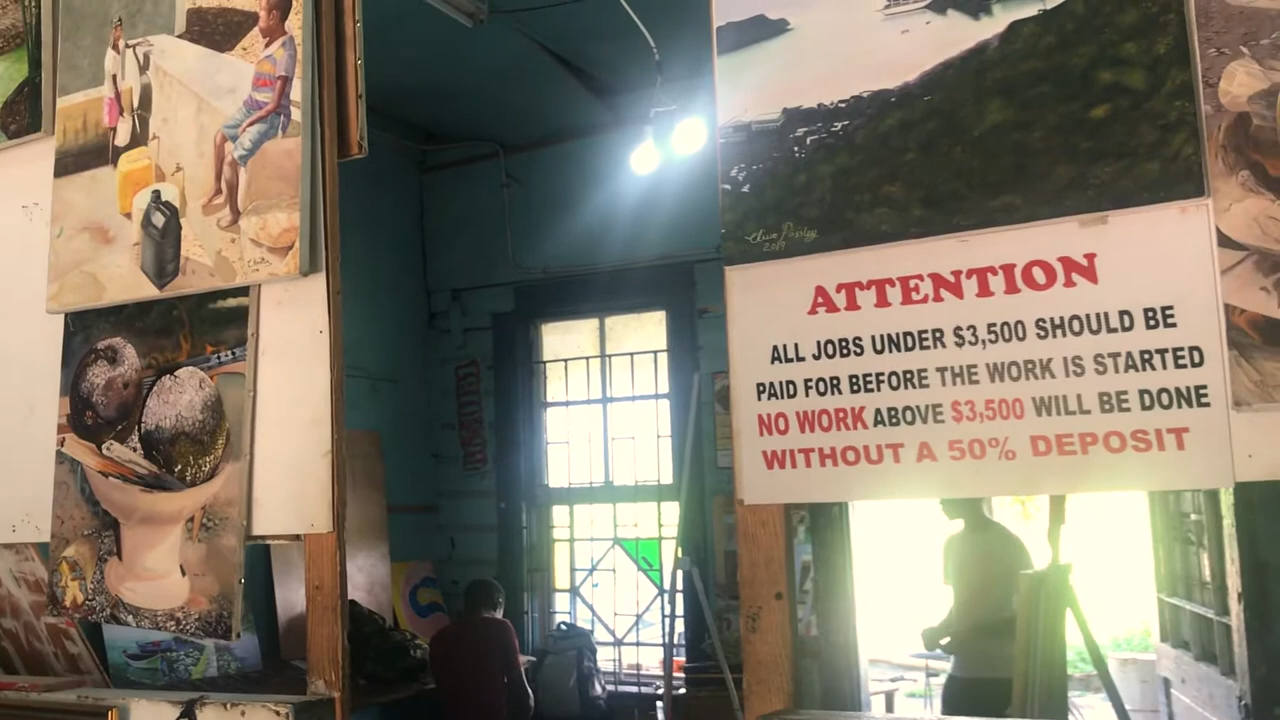 2019
ATTENTION
ALL JOBS UNDER $3,500 SHOULD BE
PAID FOR BEFORE THE WORK IS STARTED
NO WORK ABOVE $3,500 WILL BE DONE
WITHOUT A 50% DEPOSIT